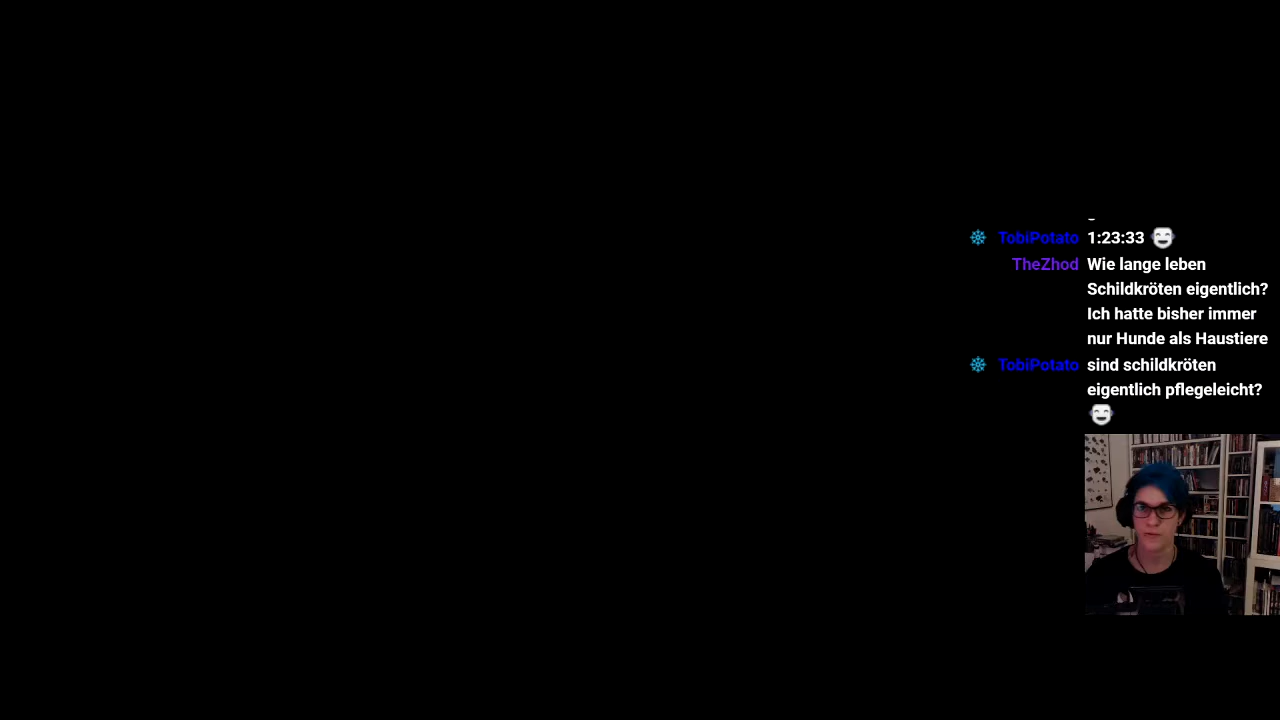 TobiPotato 1:23:33
TheZhod Wie lange leben
Schildkröten eigentlich?
Ich hatte bisher immer
nur Hunde als Haustiere
TobiPotato sind schildkröten
eigentlich pflegeleicht?